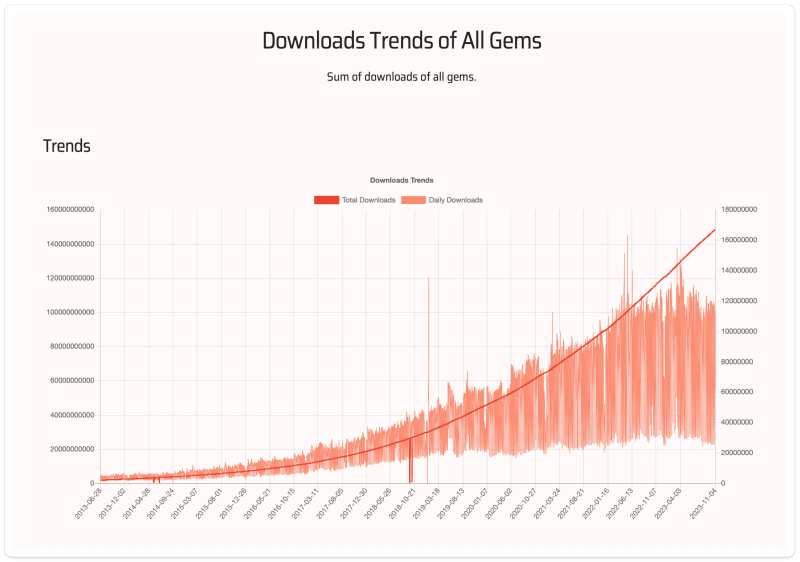 Downloads Trends of All Gems
Sum of downloads of all gems.
Trends
Downloads Trends
Total Downloads Daily Downloads
160000000000 180000000
140000000000 160000000
120000000000 140000000
100000000000 120000000
80000000000 100000000
60000000000 80000000
40000000000 60000000
20000000000 40000000
0 20000000
0
2013-06-28 2013-12-02 2014-04-28 2014-09-24 2015-03-07 2015-08-01 2015-12-26 2016-05-21 2016-10-15 2017-03-11 2017-08-05 2017-12-30 2018-05-28 2018-10-21 2019-03-18 2019-08-13 2020-01-07 2020-06-02 2020-10-27 2021-03-24 2021-08-21 2022-01-16 2022-06-13 2022-11-07 2023-04-03 2023-11-04